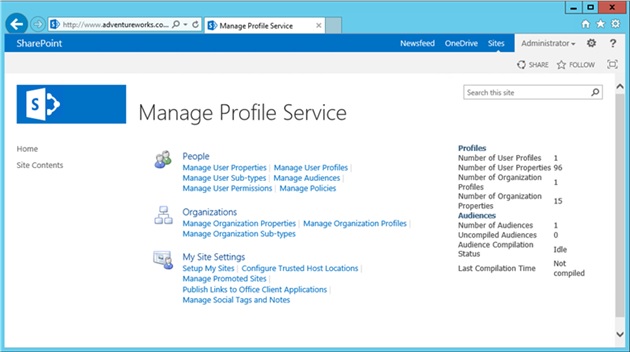 http://www.adventureworks.co...
Manage Profile Service
SharePoint
Newsfeed OneDrive Sites Administrator ?
SHARE FOLLOW
S
Search this site
Manage Profile Service
Home
Site Contents
People
Manage User Properties | Manage User Profiles |
Manage User Sub-types | Manage Audiences |
Manage User Permissions | Manage Policies
Organizations
Manage Organization Properties | Manage Organization Profiles |
Manage Organization Sub-types
My Site Settings
Setup My Sites | Configure Trusted Host Locations |
Manage Promoted Sites |
Publish Links to Office Client Applications |
Manage Social Tags and Notes
Profiles
Number of User Profiles 1
Number of User Properties 96
Number of Organization
Profiles 1
Number of Organization
Properties 15
Audiences
Number of Audiences 1
Uncompiled Audiences 0
Audience Compilation
Status Idle
Last Compilation Time Not
compiled